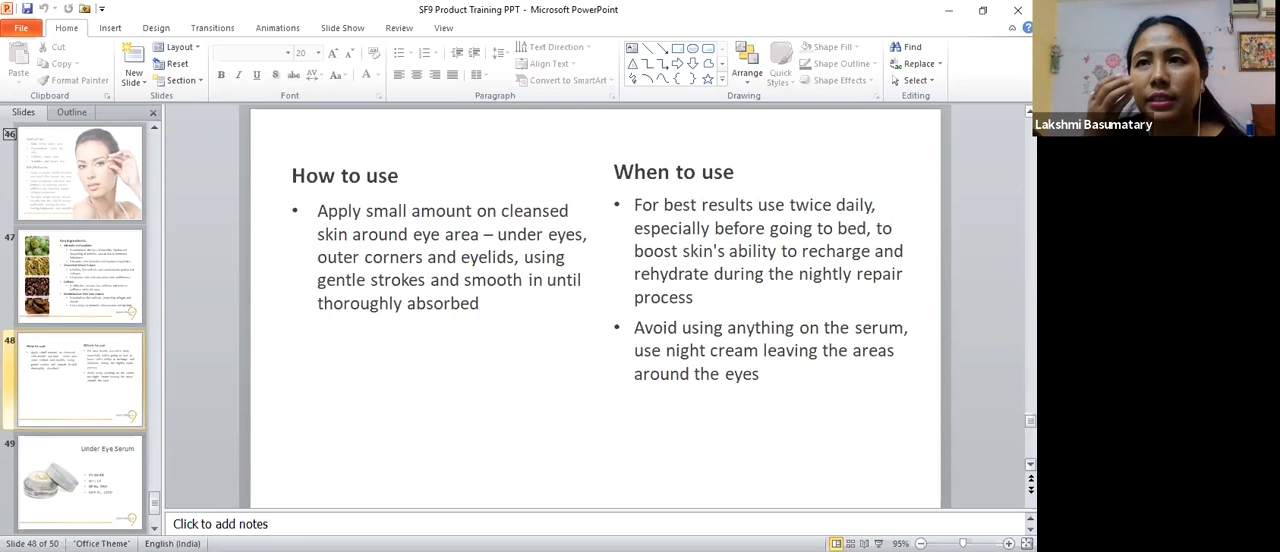 SF9 Product Training PPT - Microsoft PowerPoint
File Home Insert Design Transitions Animations Slide Show Review View
Cut
Copy
Format Painter
Paste
Clipboard
New
Slide
Layout
Reset
Section
Slides
20
Font
Paragraph
Text Direction
Align Text
Convert to SmartArt
Arrange
Quick
Styles
Shape Fill
Shape Outline
Shape Effects
Drawing
Find
Replace
Select
Editing
Lakshmi Basumatary
Slides Outline
46
47
48
49
Under Eye Serum
How to use
• Apply small amount on cleansed
skin around eye area – under eyes,
outer corners and eyelids, using
gentle strokes and smooth in until
thoroughly absorbed
When to use
• For best results use twice daily,
especially before going to bed, to
boost skin's ability to recharge and
rehydrate during the nightly repair
process
• Avoid using anything on the serum,
use night cream leaving the areas
around the eyes
Click to add notes
Slide 48 of 50 "Office Theme" English (India) 95%